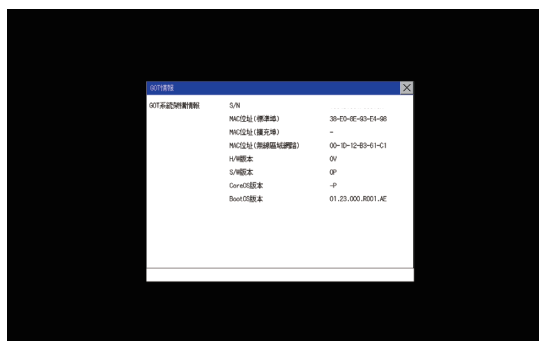 GOT情報
GOT系統架構情報 S/N
MAC位址(標準埠) 38-E0-8E-93-E4-98
MAC位址(擴充埠) -
MAC位址(無線區域網路) 00-1D-12-B3-61-C1
H/W版本 0V
S/W版本 0P
CoreOS版本 -P
BootOS版本 01.23.000.R001.AE